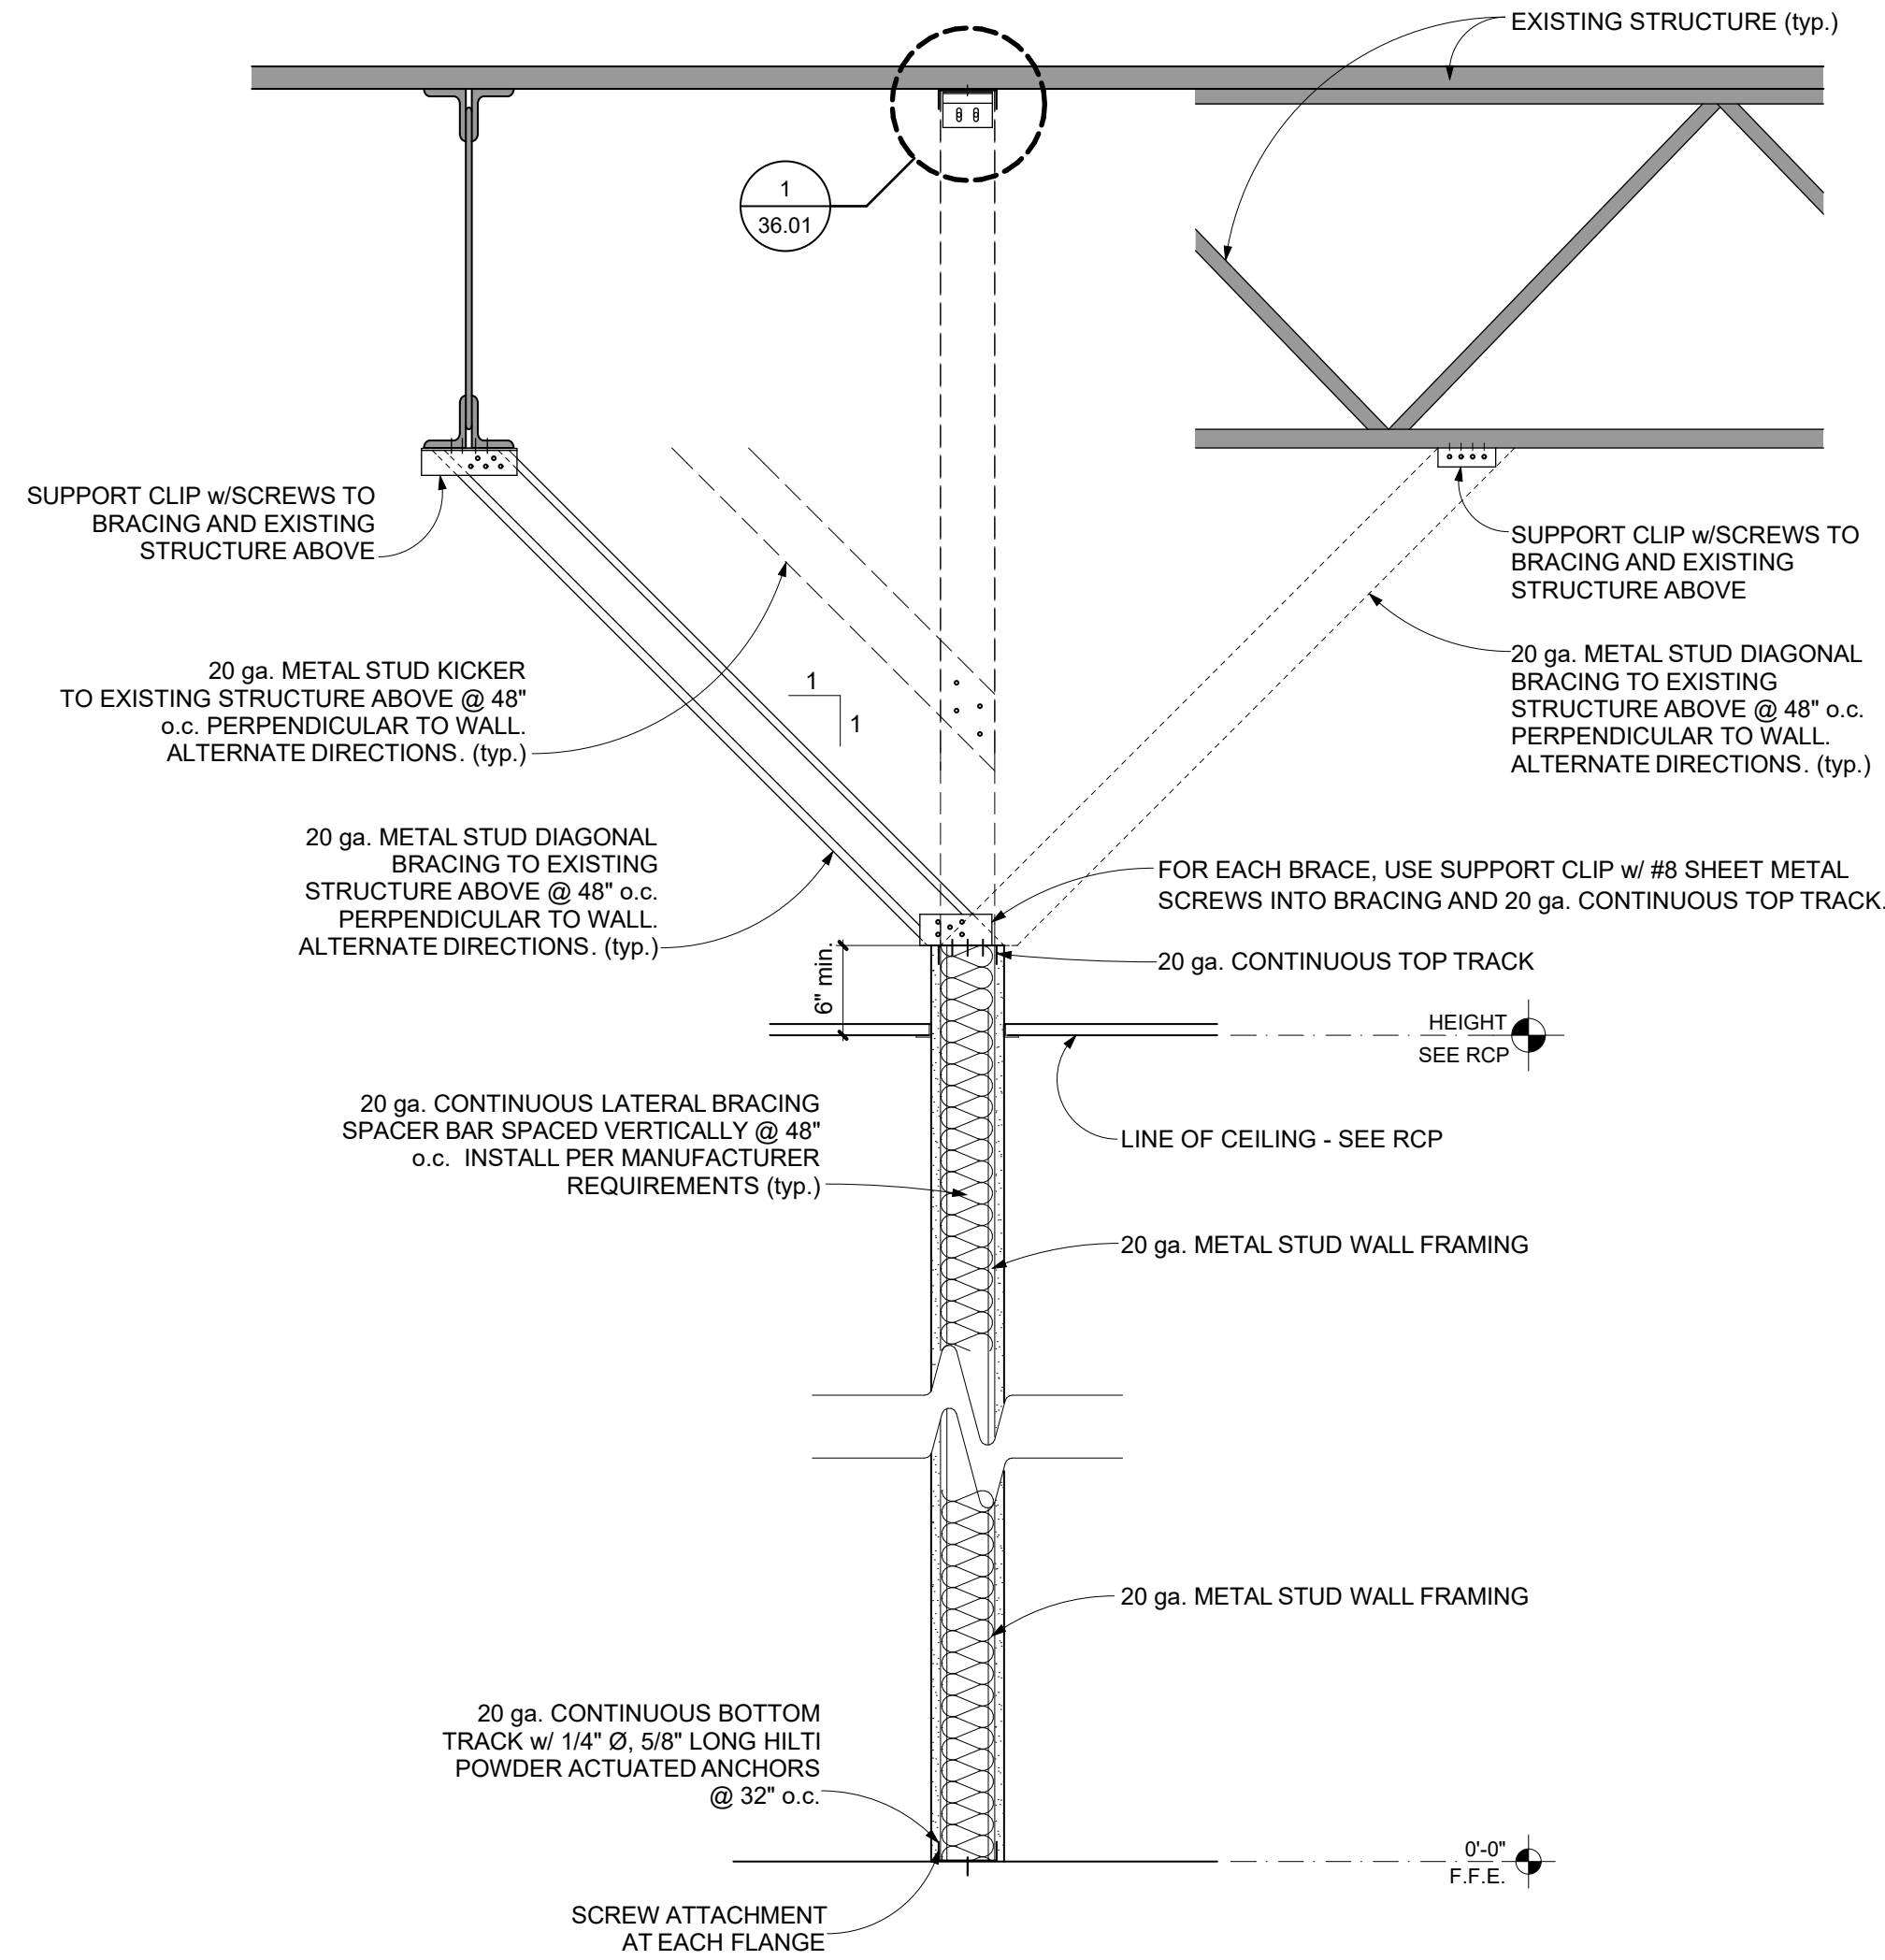 EXISTING STRUCTURE (typ.)
1
36.01
SUPPORT CLIP w/SCREWS TO
BRACING AND EXISTING
STRUCTURE ABOVE
SUPPORT CLIP w/SCREWS TO
BRACING AND EXISTING
STRUCTURE ABOVE
20 ga. METAL STUD KICKER
TO EXISTING STRUCTURE ABOVE @ 48"
o.c. PERPENDICULAR TO WALL.
ALTERNATE DIRECTIONS. (typ.)
1
1
20 ga. METAL STUD DIAGONAL
BRACING TO EXISTING
STRUCTURE ABOVE @ 48" o.c.
PERPENDICULAR TO WALL.
ALTERNATE DIRECTIONS. (typ.)
20 ga. METAL STUD DIAGONAL
BRACING TO EXISTING
STRUCTURE ABOVE @ 48" o.c.
PERPENDICULAR TO WALL.
ALTERNATE DIRECTIONS. (typ.)
FOR EACH BRACE, USE SUPPORT CLIP w/ #8 SHEET METAL
SCREWS INTO BRACING AND 20 ga. CONTINUOUS TOP TRACK.
20 ga. CONTINUOUS TOP TRACK
6" min.
HEIGHT
SEE RCP
20 ga. CONTINUOUS LATERAL BRACING
SPACER BAR SPACED VERTICALLY @ 48"
o.c. INSTALL PER MANUFACTURER
REQUIREMENTS (typ.)
LINE OF CEILING - SEE RCP
20 ga. METAL STUD WALL FRAMING
20 ga. METAL STUD WALL FRAMING
20 ga. CONTINUOUS BOTTOM
TRACK w/ 1/4" Ø, 5/8" LONG HILTI
POWDER ACTUATED ANCHORS
@ 32" o.c.
0'-0"
F.F.E.
SCREW ATTACHMENT
AT EACH FLANGE